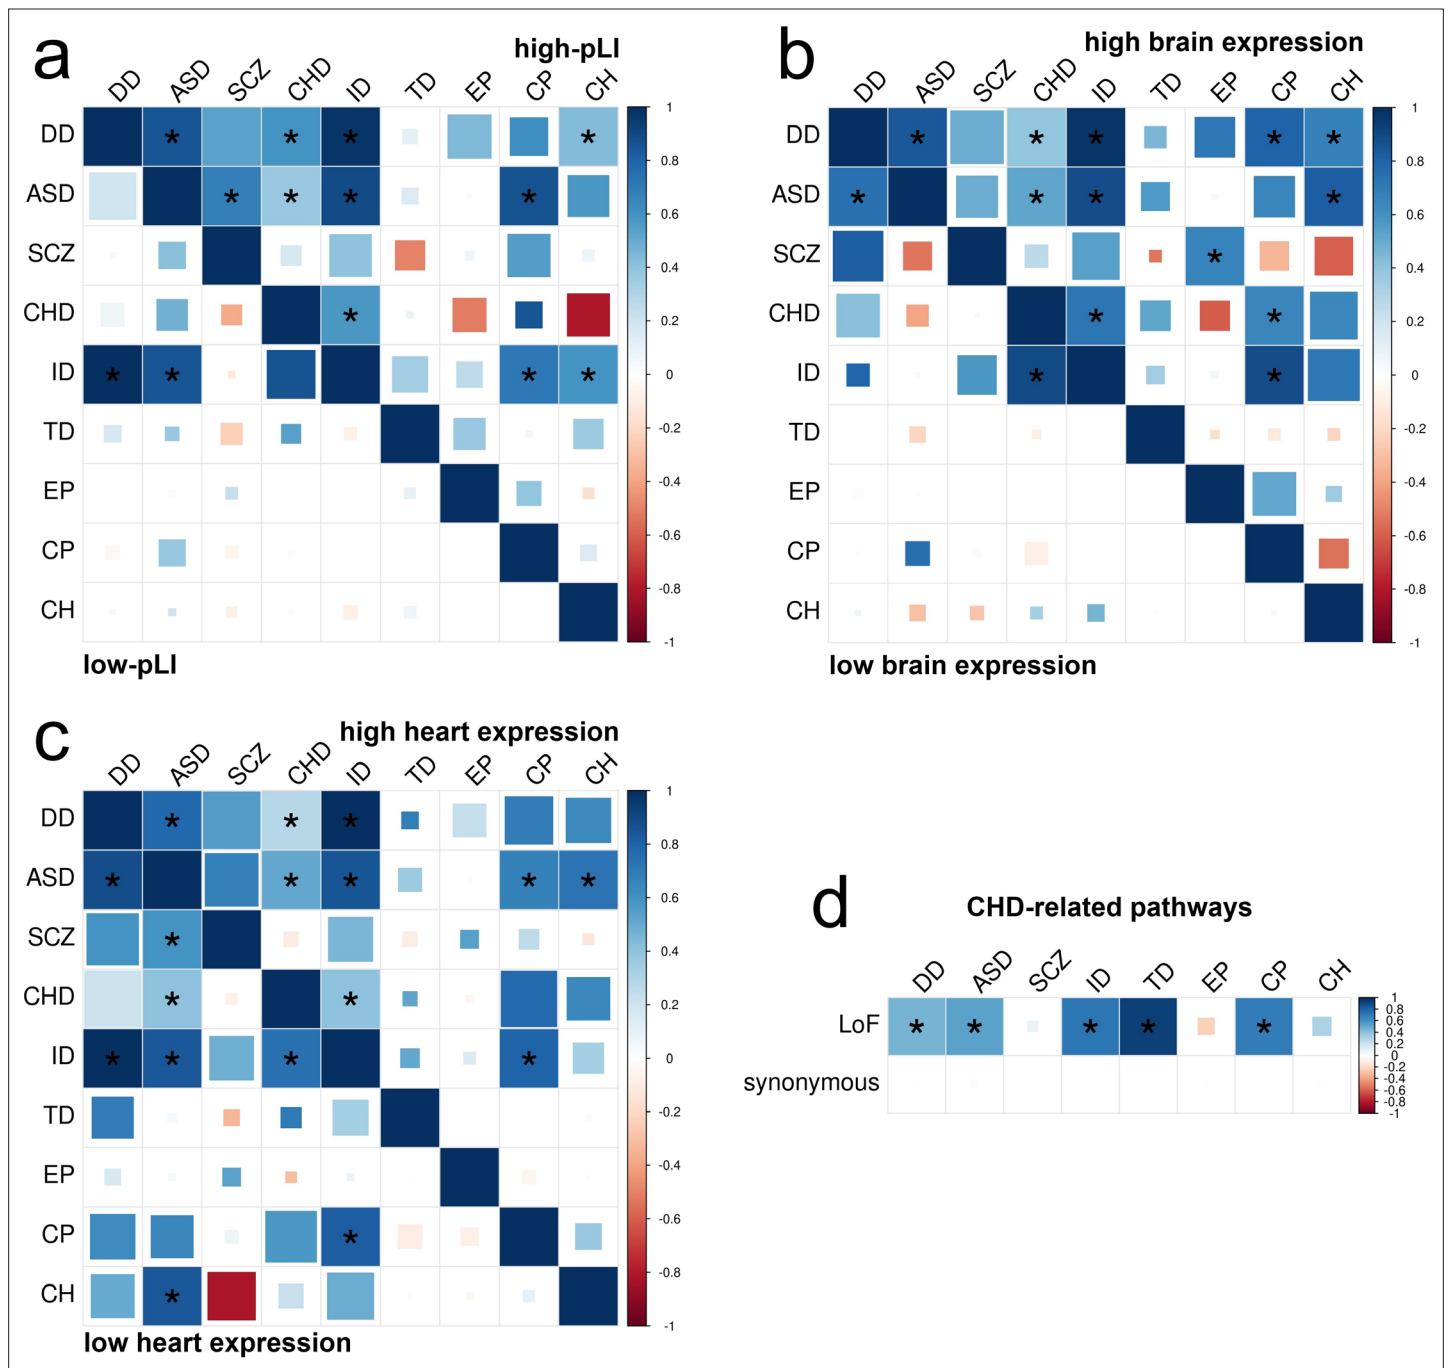 a
high-pLI
DD ASD SCZ CHD ID TD EP CP CH
DD * * * * 1
ASD * * * * 0.8
0.6
SCZ 0.4
CHD * 0.2
ID * * * * 0
TD -0.2
EP -0.4
CP -0.6
CH -0.8
-1
low-pLI
b
high brain expression
DD ASD SCZ CHD ID TD EP CP CH
DD * * * * * 1
ASD * * * * 0.8
0.6
SCZ * 0.4
CHD * * 0.2
ID * * 0
TD -0.2
EP -0.4
CP -0.6
CH -0.8
-1
low brain expression
c
high heart expression
DD ASD SCZ CHD ID TD EP CP CH
DD * * * 1
ASD * * * * * 0.8
0.6
SCZ * 0.4
CHD * * 0.2
ID * * * * 0
TD -0.2
EP -0.4
CP * -0.6
CH * -0.8
-1
low heart expression
d
CHD-related pathways
DD ASD SCZ ID TD EP CP CH
LoF * * * * *
synonymous
1
0.8
0.6
0.4
0.2
0
-0.2
-0.4
-0.6
-0.8
-1